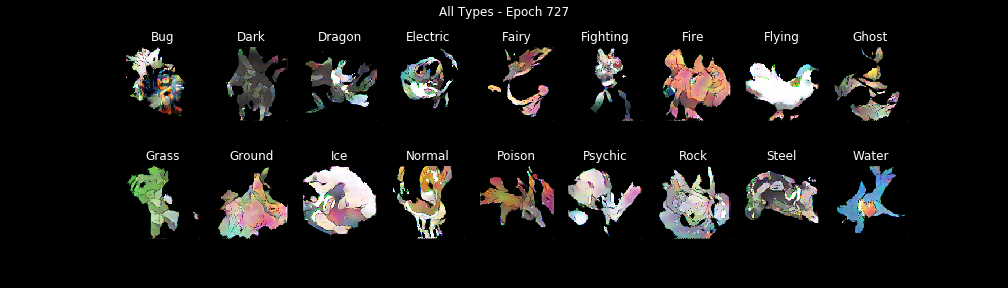 All Types - Epoch 727
Bug Dark Dragon Electric Fairy Fighting Fire Flying Ghost
Grass Ground Ice Normal Poison Psychic Rock Steel Water